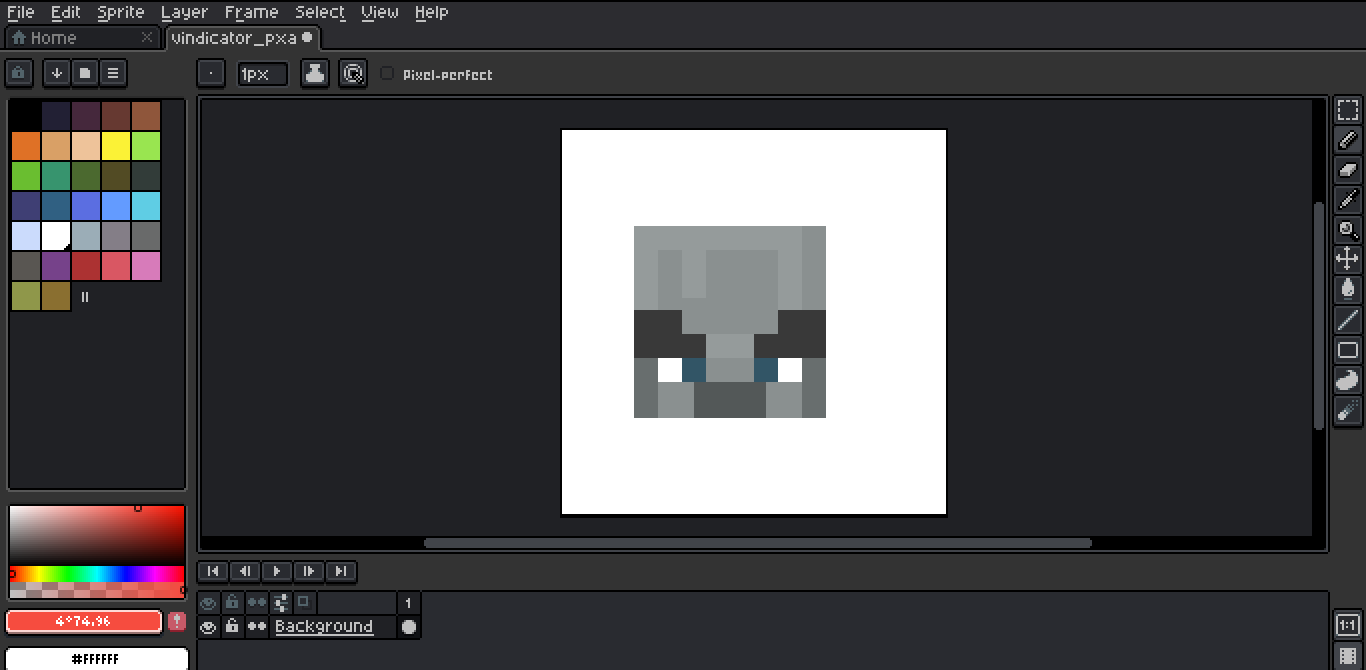 File Edit Sprite Layer Frame Select View Help
Home
vindicator_pxa
1px
Pixel-perfect
1
Background
4°74.96
#FFFFFF
1:1